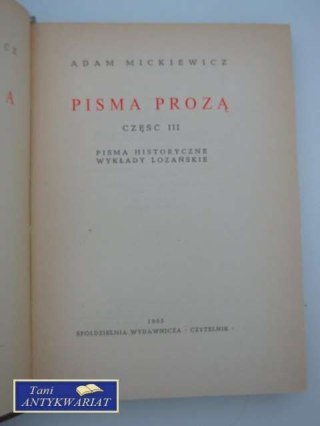 C Z
Ą
ADAM MICKIEWICZ
PISMA PROZĄ
CZĘŚĆ III
PISMA HISTORYCZNE
WYKŁADY LOZAŃSKIE
1955
SPÓŁDZIELNIA WYDAWNICZA · CZYTELNIK ·
Tani
ANTYKWARIAT